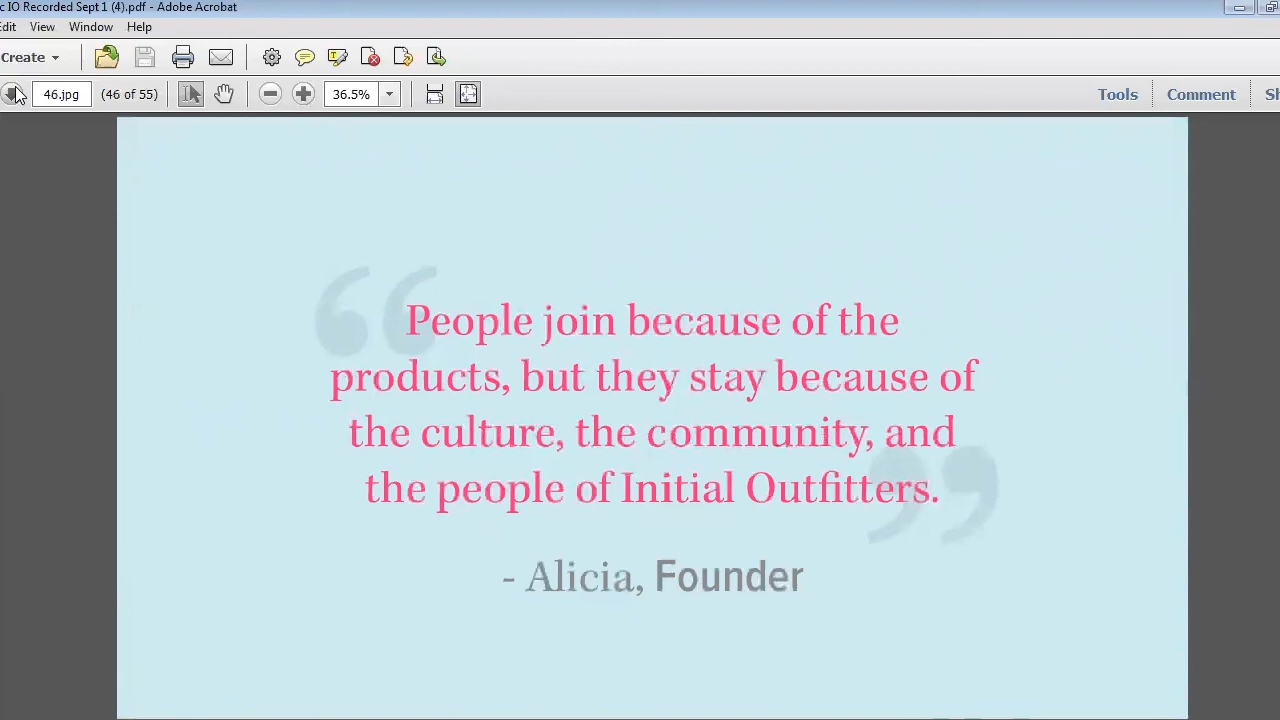 c IO Recorded Sept 1 (4).pdf - Adobe Acrobat
Edit View Window Help
Create
46.jpg (46 of 55) 36.5% Tools Comment Sh
People join because of the
products, but they stay because of
the culture, the community, and
the people of Initial Outfitters.
- Alicia, Founder